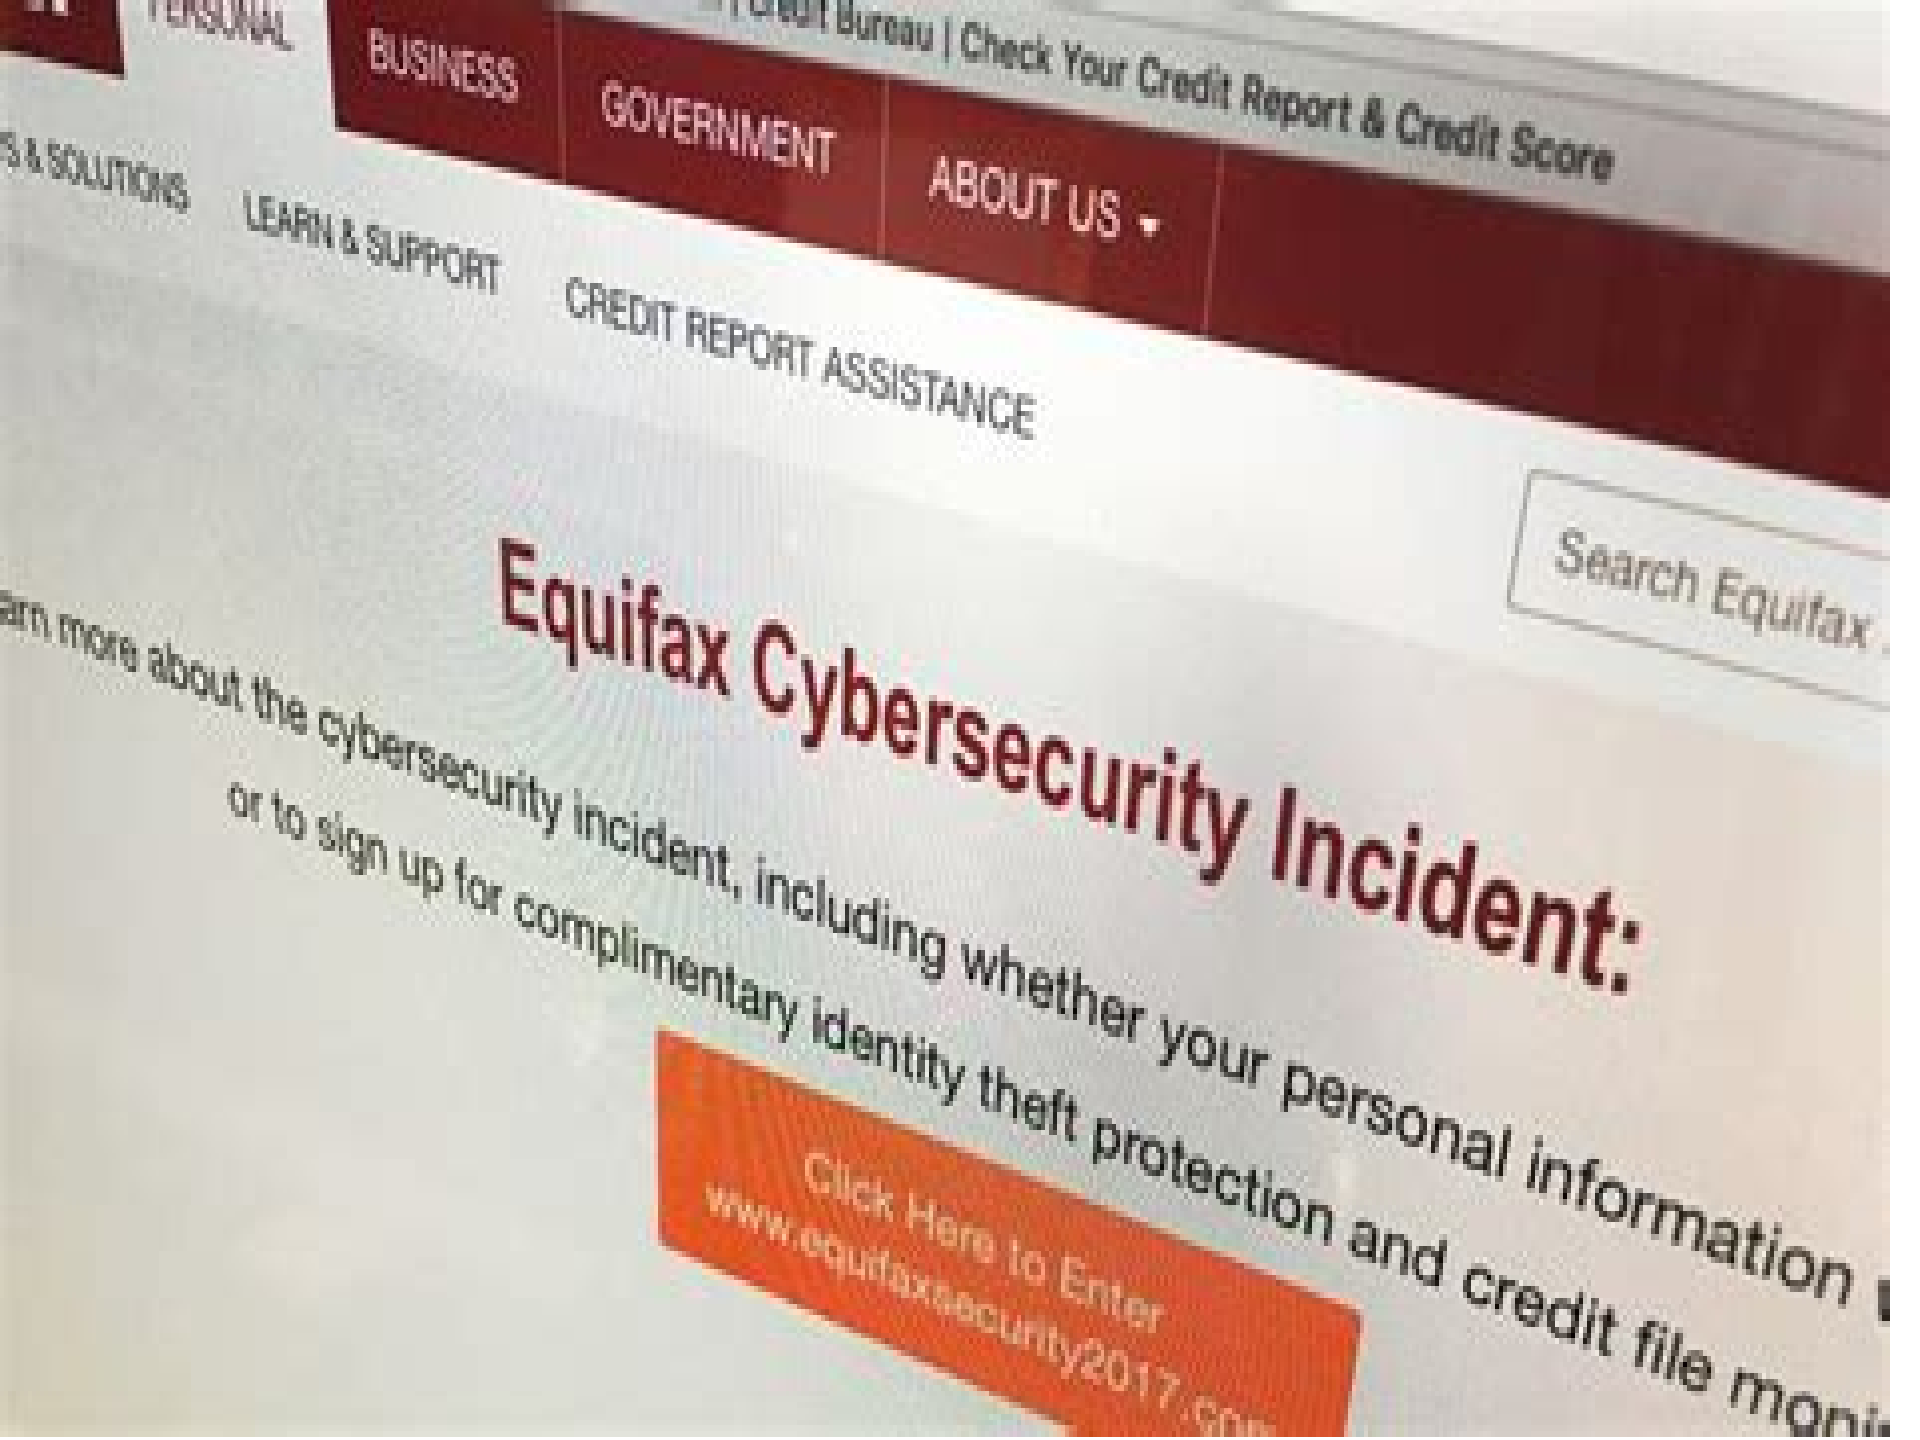 Credit Bureau | Check Your Credit Report & Credit Score
PERSONAL BUSINESS GOVERNMENT ABOUT US
S & SOLUTIONS LEARN & SUPPORT CREDIT REPORT ASSISTANCE
Search Equifax
Equifax Cybersecurity Incident:
arn more about the cybersecurity incident, including whether your personal information
or to sign up for complimentary identity theft protection and credit file
Click Here to Enter
www.equifaxsecurity2017.com